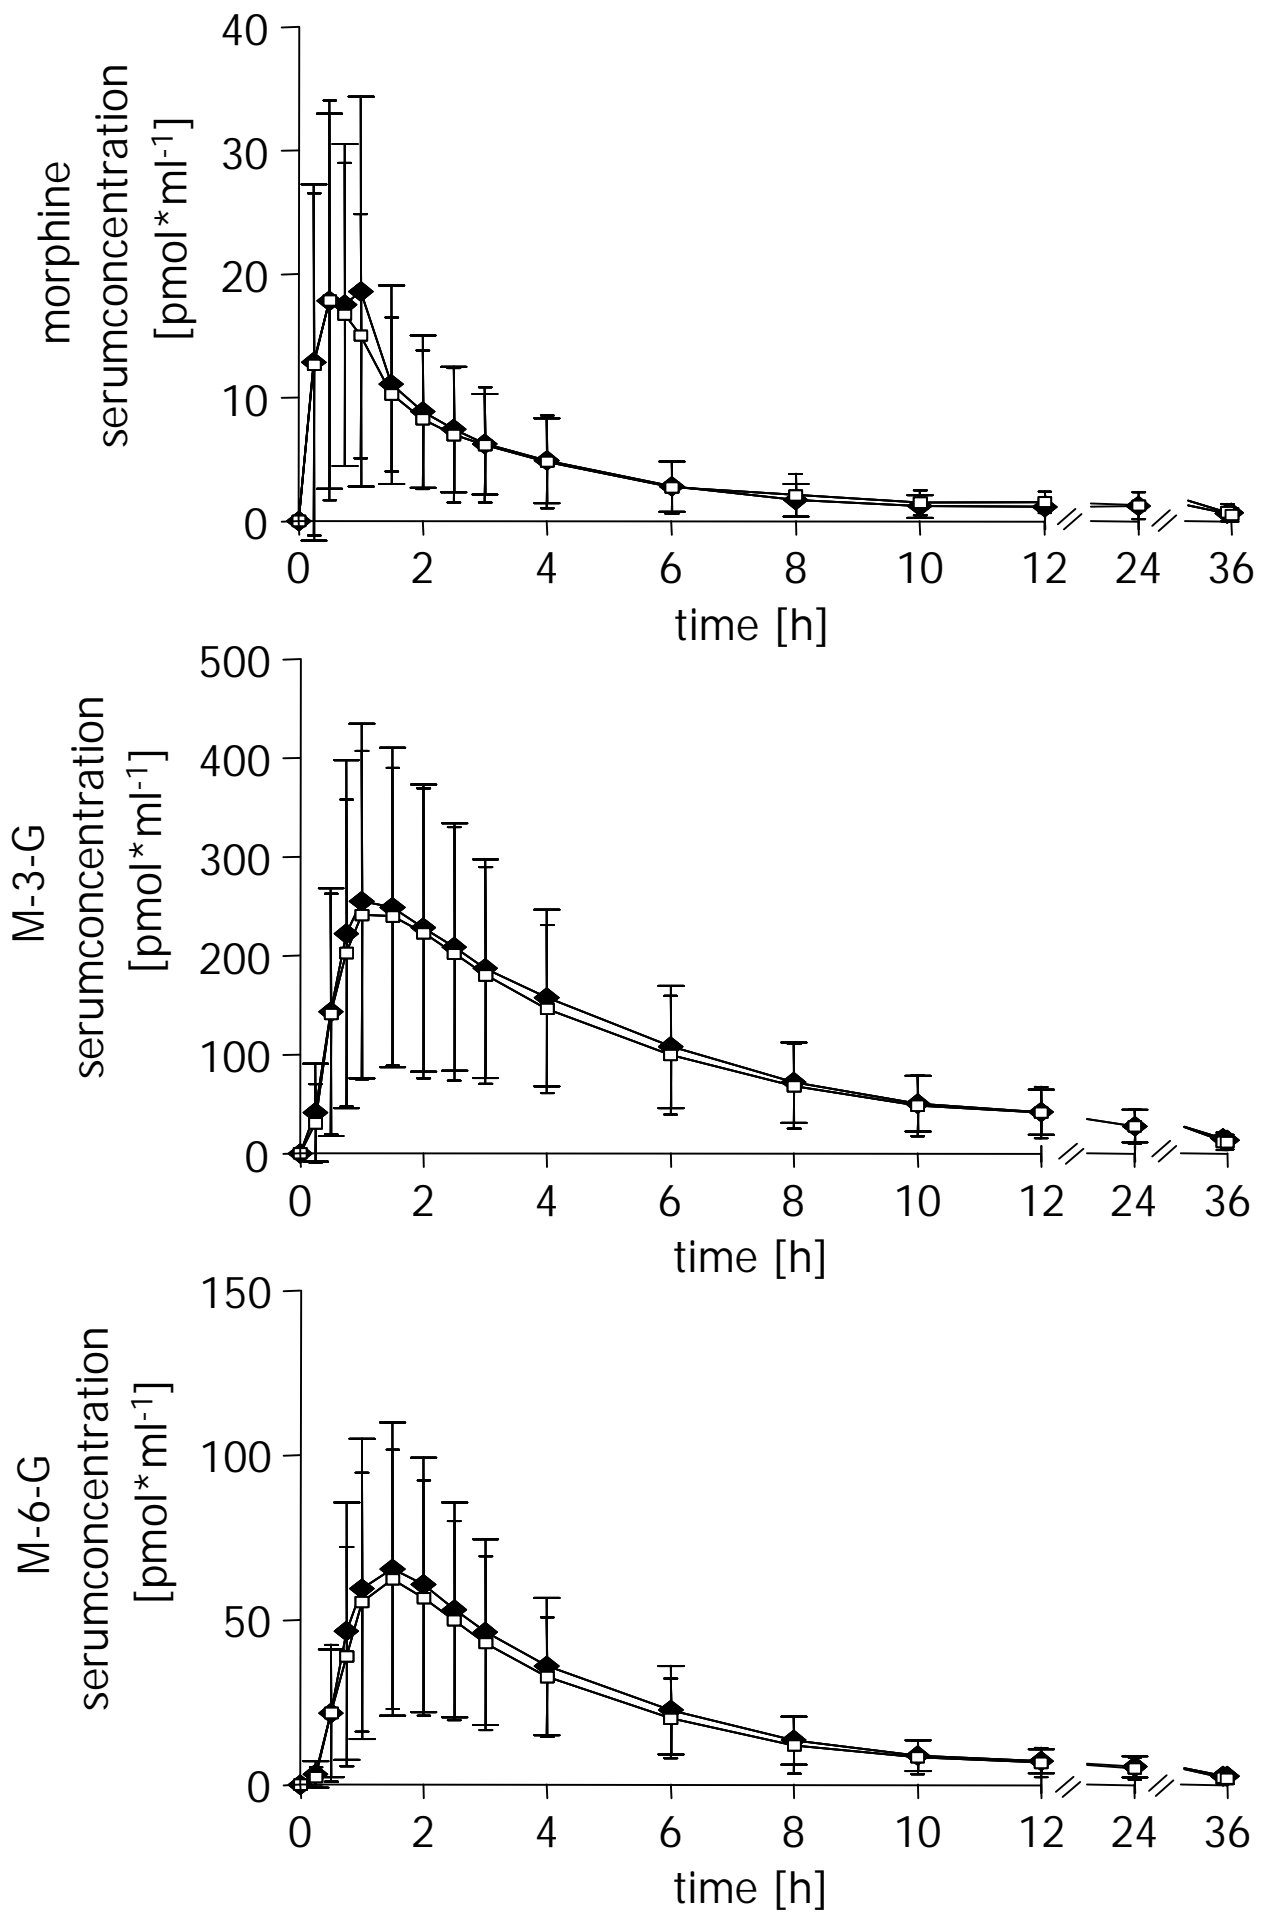 morphine
serumconcentration
[pmol*ml-1]
40
30
20
10
0
0 2 4 6 8 10 12 24 36
time [h]
M-3-G
serumconcentration
[pmol*ml-1]
500
400
300
200
100
0
0 2 4 6 8 10 12 24 36
time [h]
M-6-G
serumconcentration
[pmol*ml-1]
150
100
50
0
0 2 4 6 8 10 12 24 36
time [h]